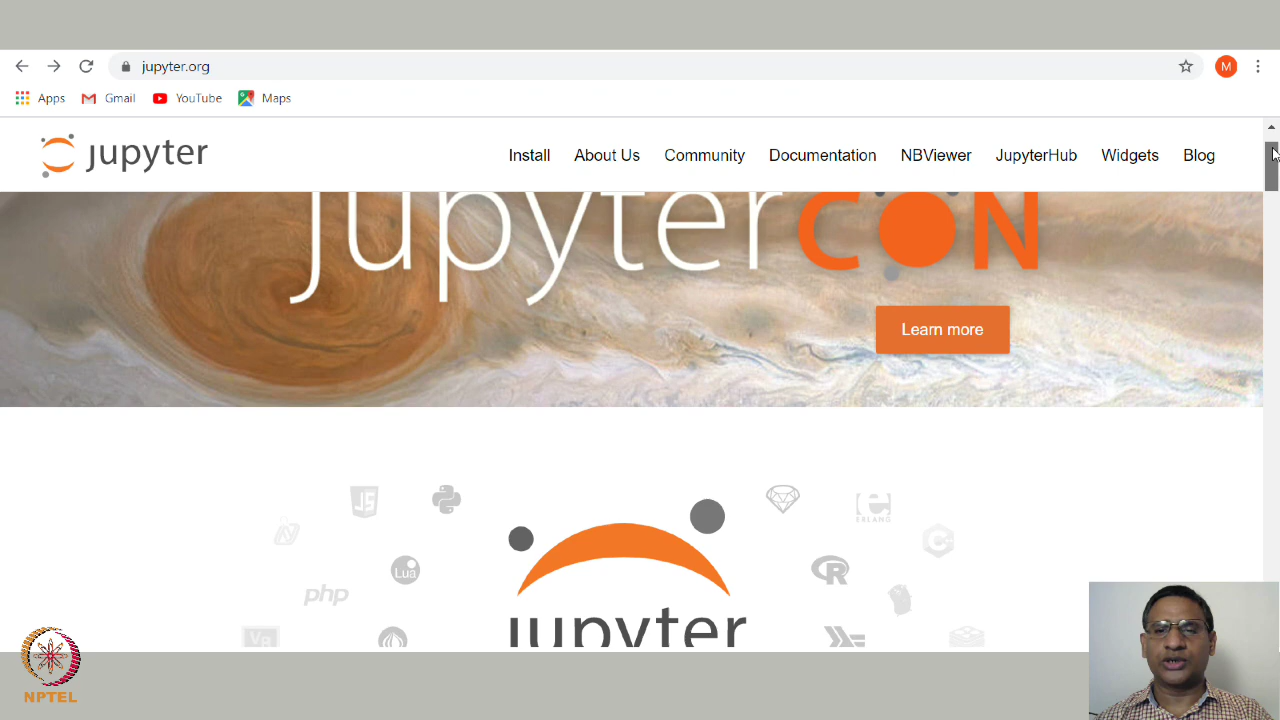 jupyter.org
Apps Gmail YouTube Maps
M
jupyter Install About Us Community Documentation NBViewer JupyterHub Widgets Blog
jupytercon
Learn more
JS
ERLANG
C++
Lua
R
php
jupyter
NPTEL